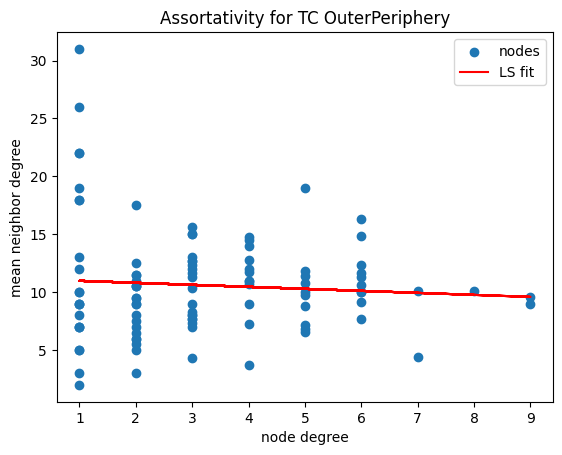 Assortativity for TC OuterPeriphery
nodes
LS fit
mean neighbor degree
30
25
20
15
10
5
1 2 3 4 5 6 7 8 9
node degree